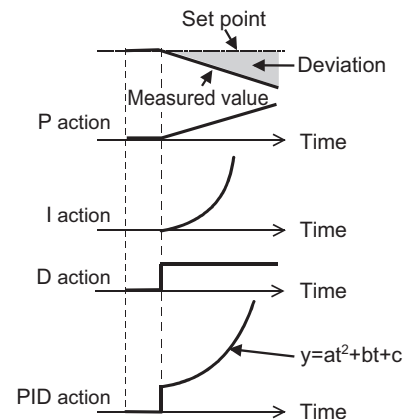 Set point
Deviation
Measured value
P action
Time
I action
Time
D action
Time
y=at²+bt+c
PID action
Time